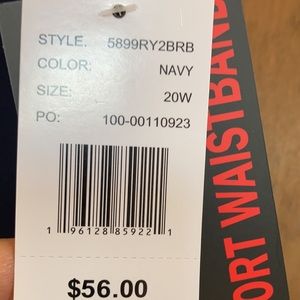 STYLE: 5899RY2BRB
COLOR: NAVY
SIZE: 20W
PO: 100-00110923
1 96128 85922 1
$56.00
ORT WAISTBAND